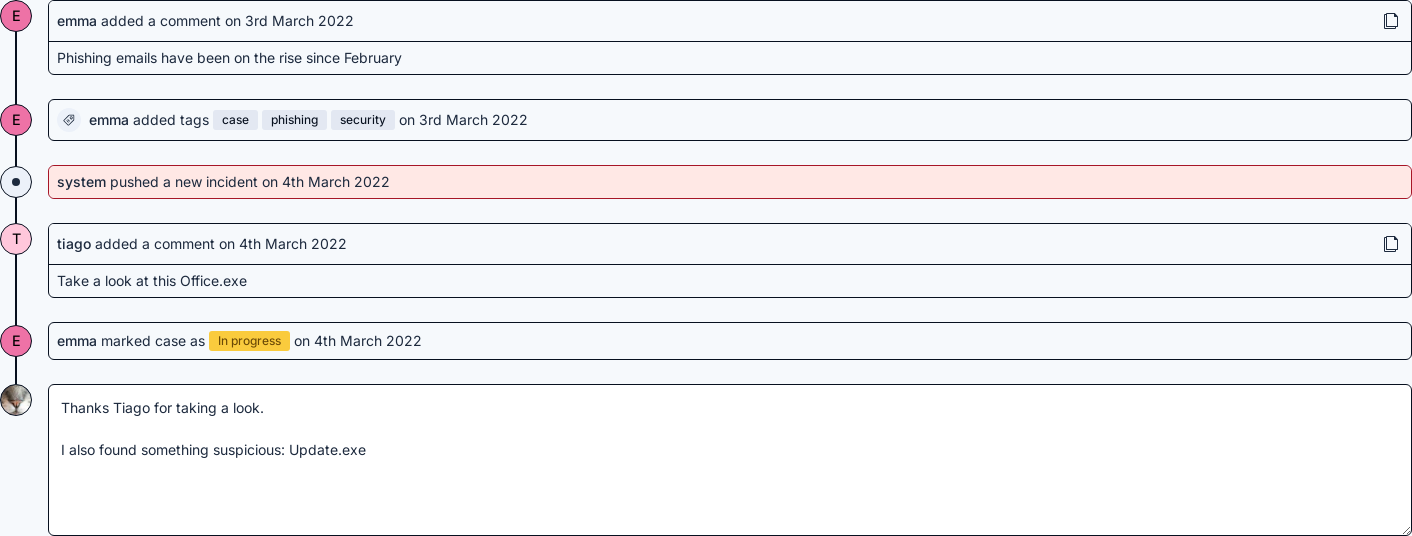 E
emma added a comment on 3rd March 2022
Phishing emails have been on the rise since February
E
emma added tags case phishing security on 3rd March 2022
system pushed a new incident on 4th March 2022
T
tiago added a comment on 4th March 2022
Take a look at this Office.exe
E
emma marked case as In progress on 4th March 2022
Thanks Tiago for taking a look.
I also found something suspicious: Update.exe